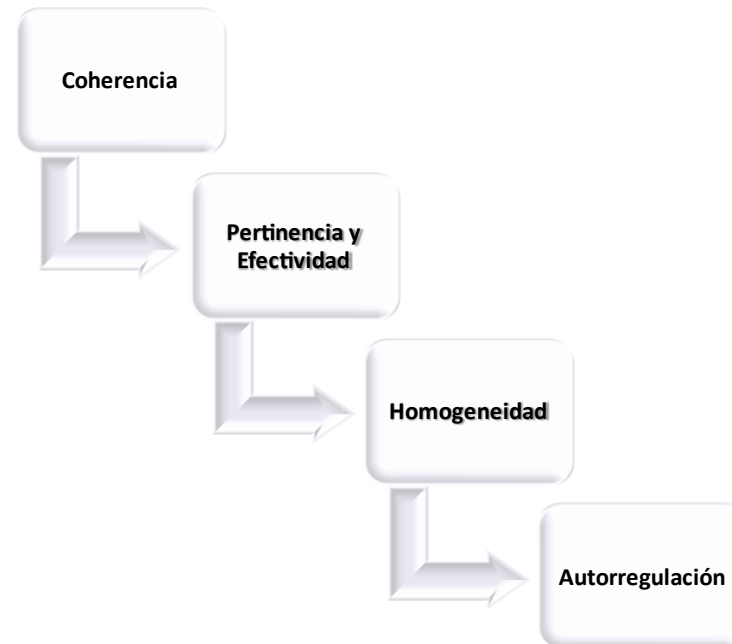 Coherencia
Pertinencia y
Efectividad
Homogeneidad
Autorregulación